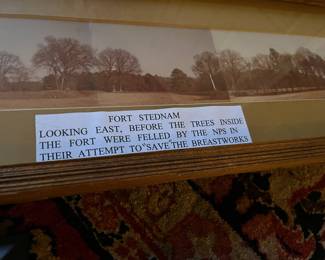 FORT STEDNAM
LOOKING EAST, BEFORE THE TREES INSIDE
THE FORT WERE FELLED BY THE NPS IN
THEIR ATTEMPT TO "SAVE THE BREASTWORKS